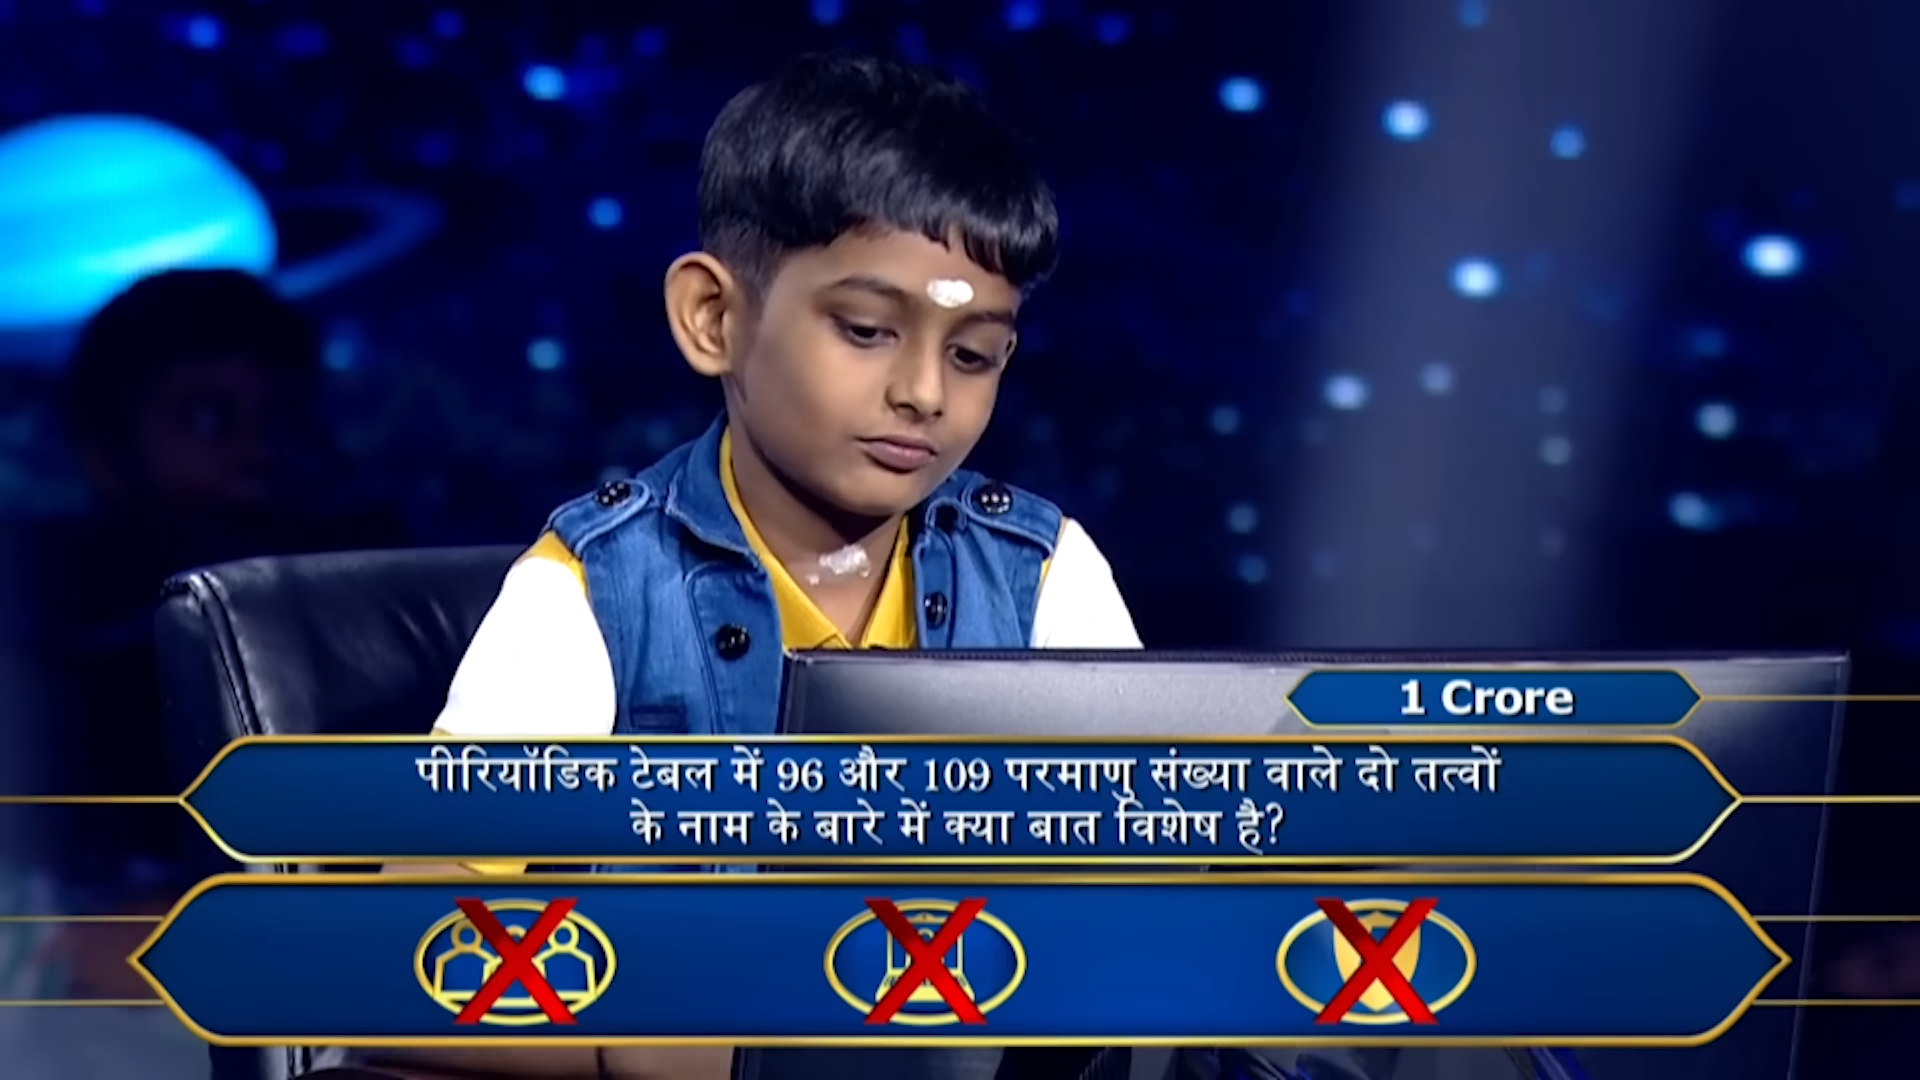 1 Crore
पीरियॉडिक टेबल में 96 और 109 परमाणु संख्या वाले दो तत्वों
के नाम के बारे में क्या बात विशेष है?